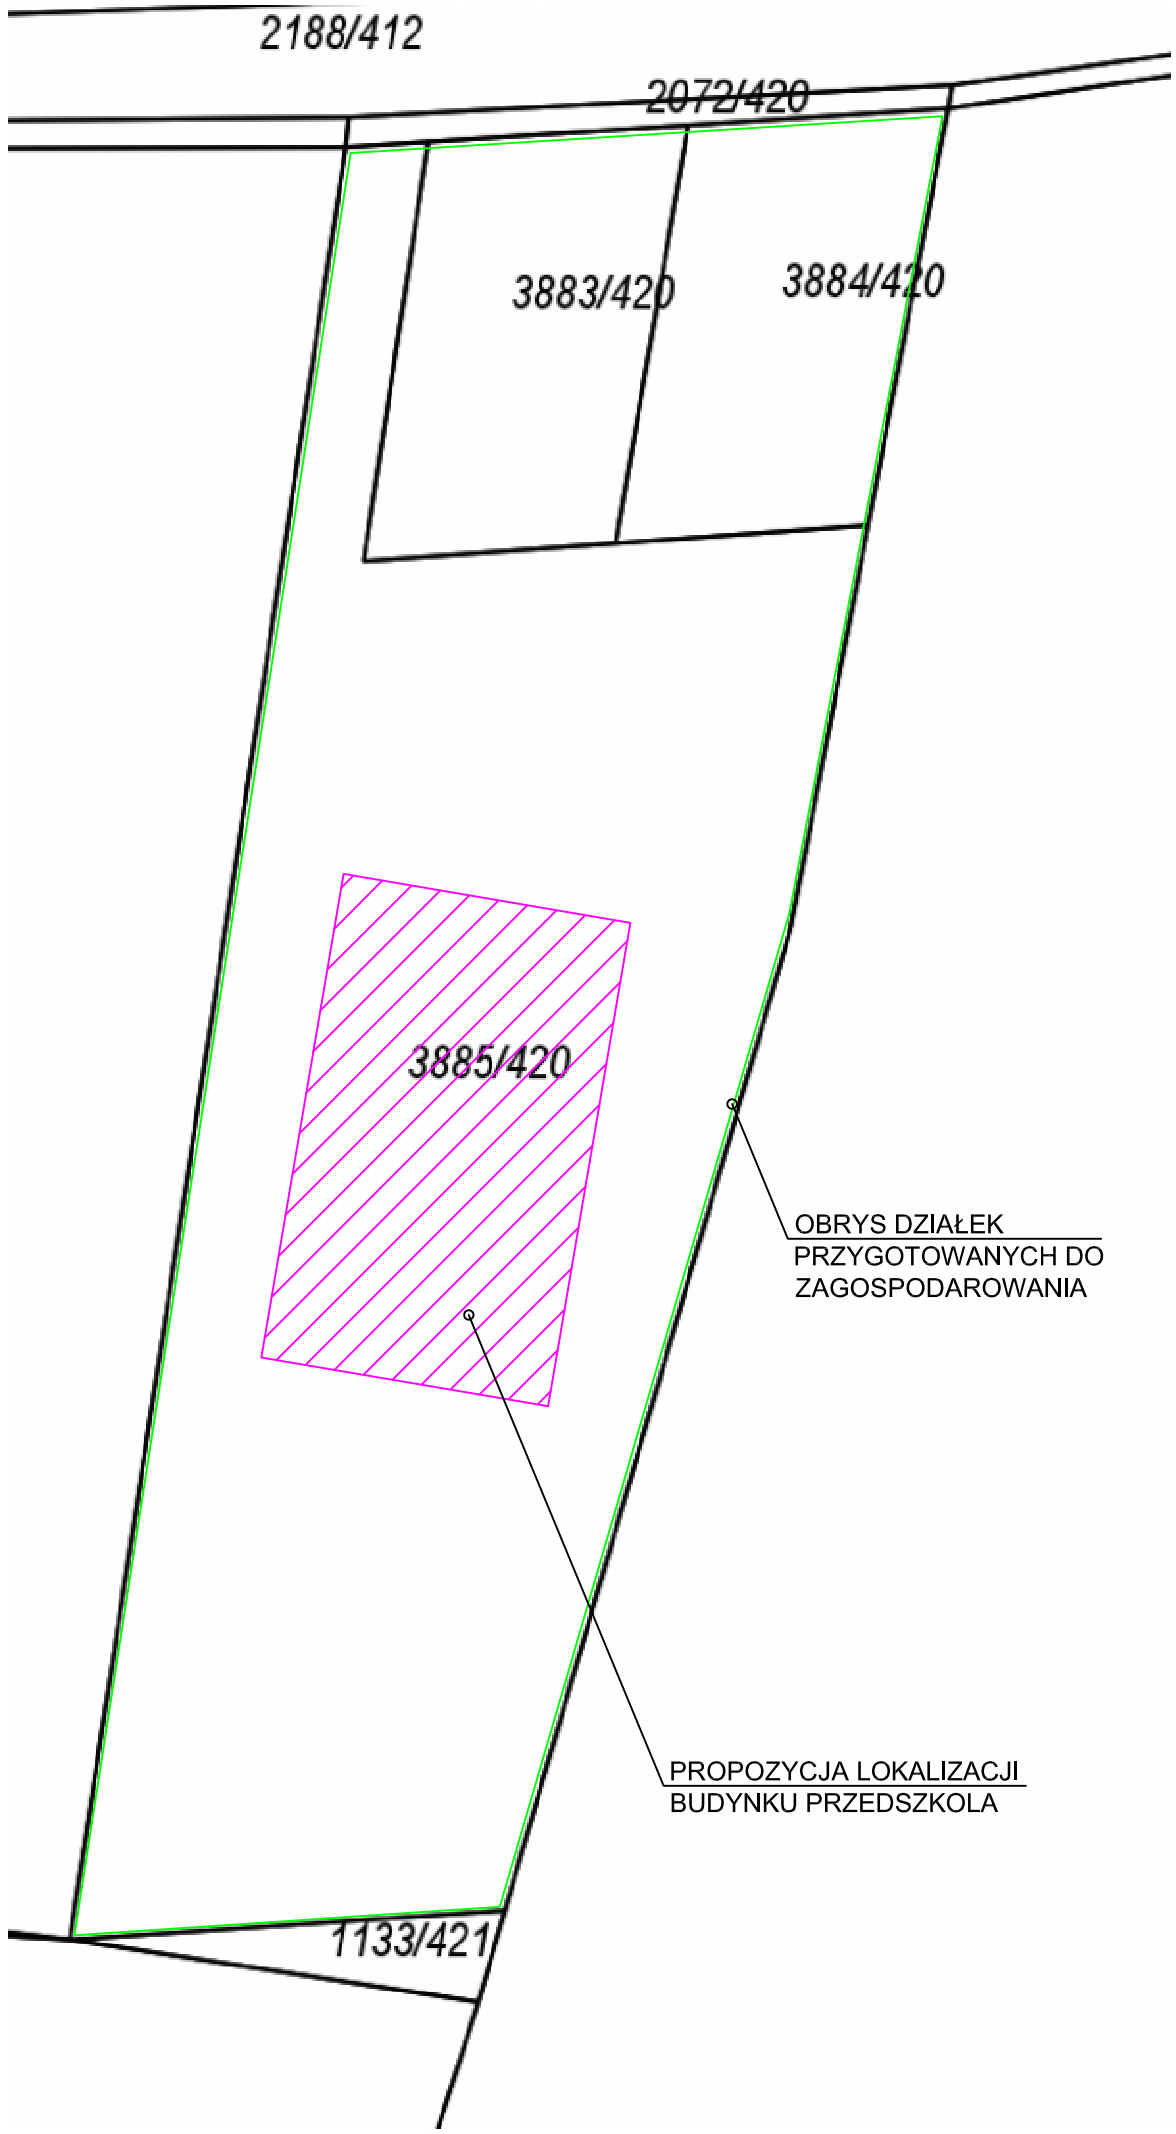 2188/412
2072/420
3883/420
3884/420
3885/420
OBRYS DZIAŁEK
PRZYGOTOWANYCH DO
ZAGOSPODAROWANIA
PROPOZYCJA LOKALIZACJI
BUDYNKU PRZEDSZKOLA
1133/421